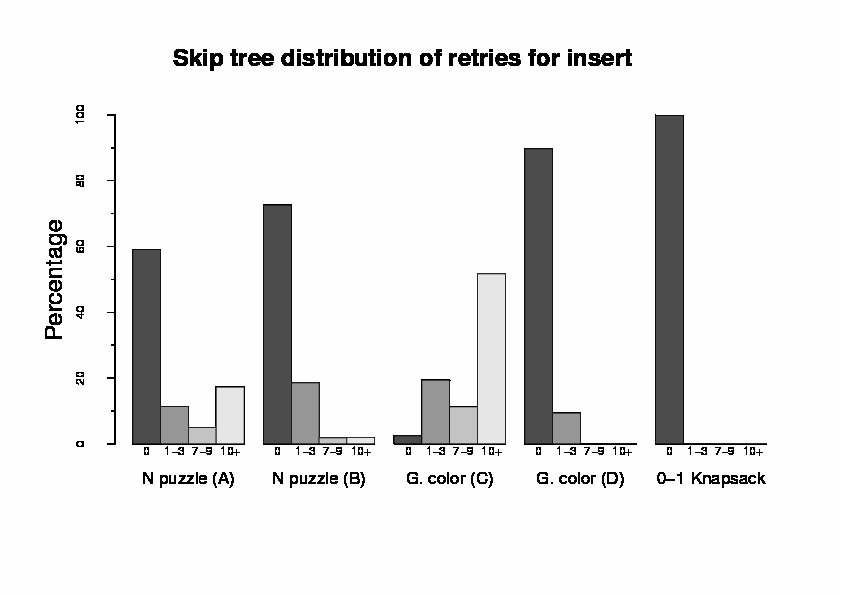 Skip tree distribution of retries for insert
Percentage
100
80
60
40
20
0
0 1−3 7−9 10+ 0 1−3 7−9 10+ 0 1−3 7−9 10+ 0 1−3 7−9 10+ 0 1−3 7−9 10+
N puzzle (A) N puzzle (B) G. color (C) G. color (D) 0−1 Knapsack